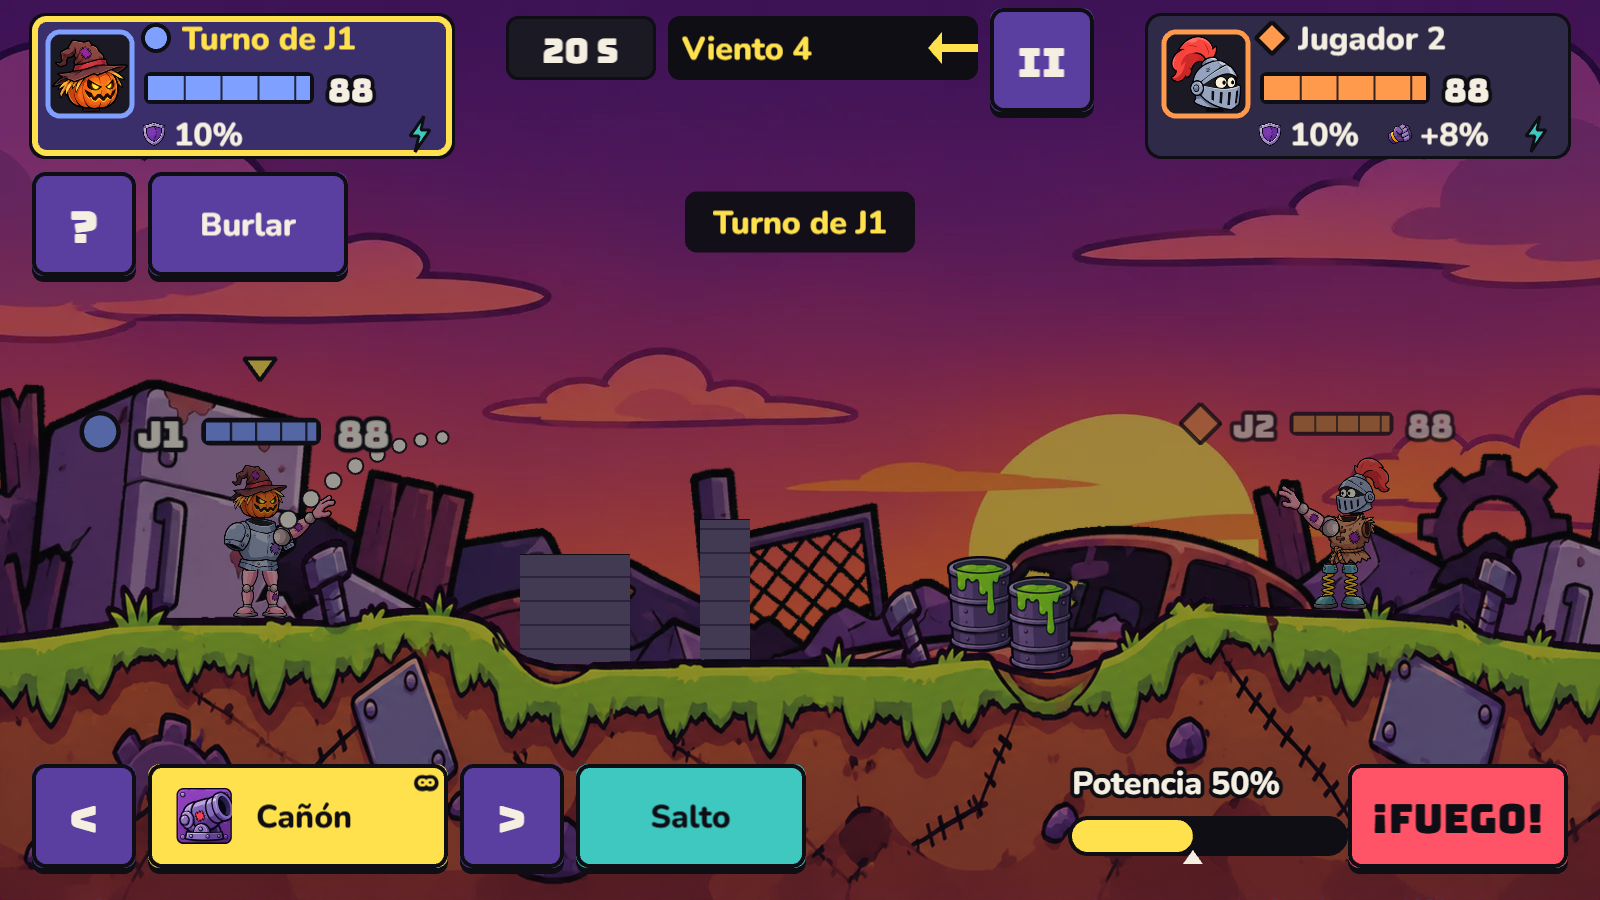 Turno de J1
88
10%
20 S
Viento 4
II
Jugador 2
88
10%
+8%
?
Burlar
Turno de J1
J1
88
J2
88
<
Cañón
∞
>
Salto
Potencia 50%
¡FUEGO!